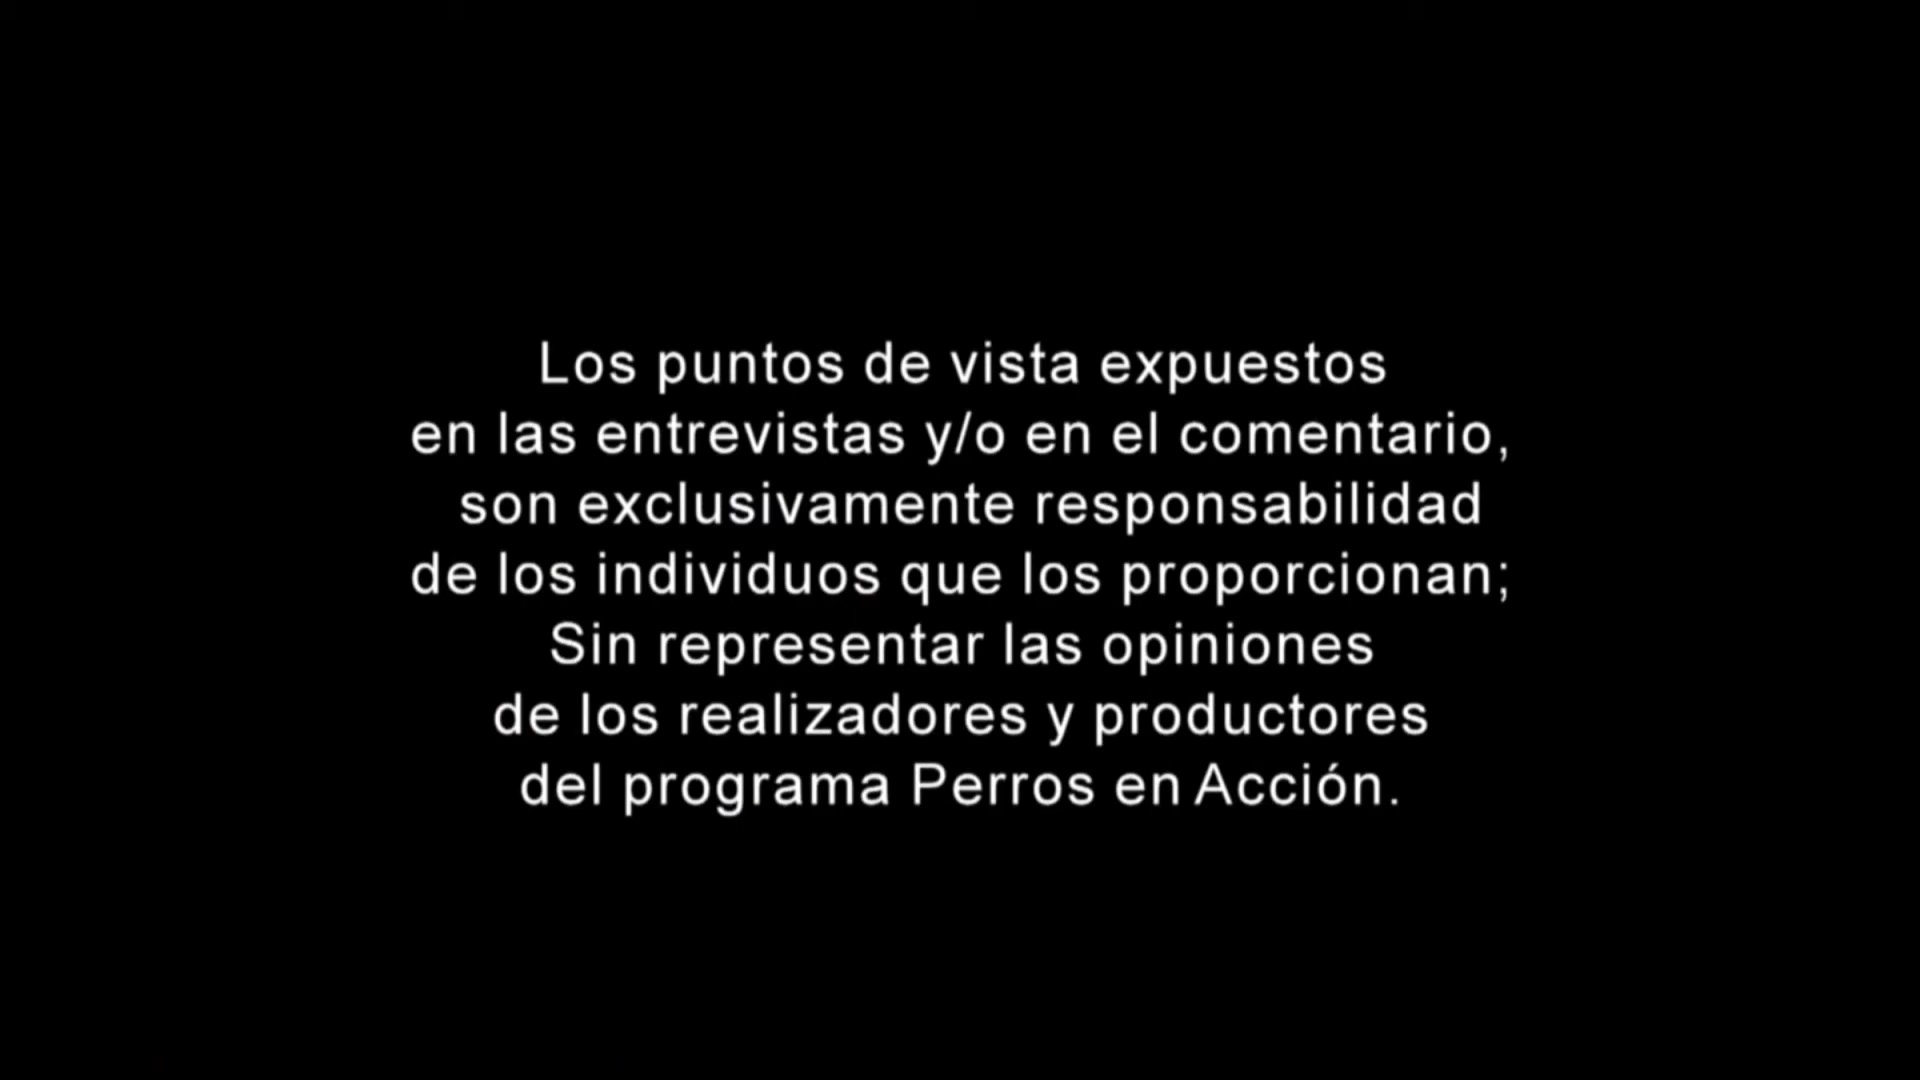 Los puntos de vista expuestos
en las entrevistas y/o en el comentario,
son exclusivamente responsabilidad
de los individuos que los proporcionan;
Sin representar las opiniones
de los realizadores y productores
del programa Perros en Acción.